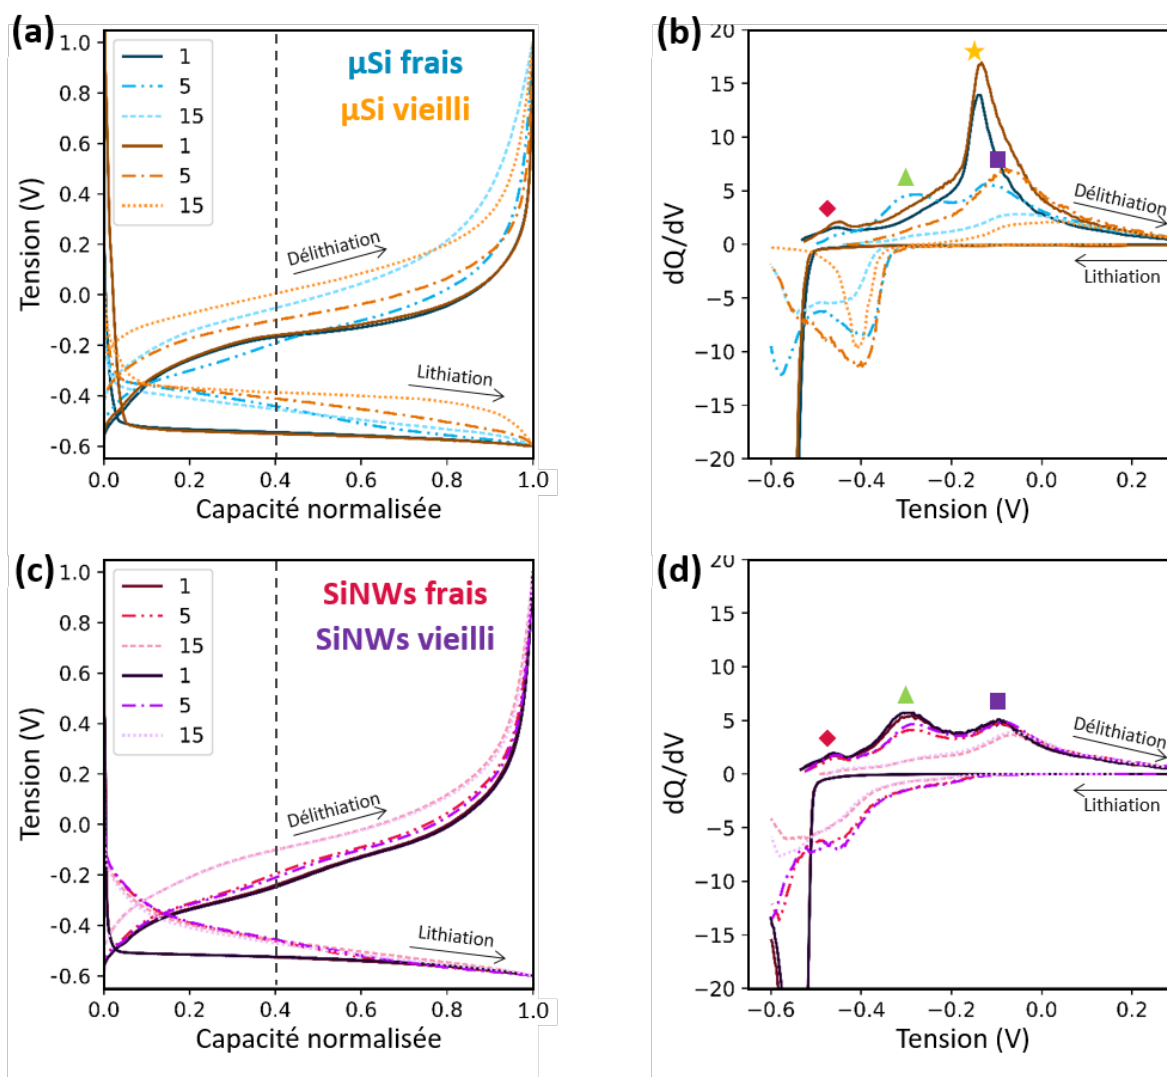 (a)
1
5
15
1
5
15
µSi frais
µSi vieilli
Délithiation
Lithiation
1.0
0.8
0.6
0.4
0.2
0.0
-0.2
-0.4
-0.6
Tension (V)
0.0 0.2 0.4 0.6 0.8 1.0
Capacité normalisée
(b)
20
15
10
5
0
−5
−10
−15
−20
dQ/dV
Délithiation
Lithiation
−0.6 −0.4 −0.2 0.0 0.2
Tension (V)
(c)
1
5
15
1
5
15
SiNWs frais
SiNWs vieilli
Délithiation
Lithiation
1.0
0.8
0.6
0.4
0.2
0.0
-0.2
-0.4
-0.6
Tension (V)
0.0 0.2 0.4 0.6 0.8 1.0
Capacité normalisée
(d)
20
15
10
5
0
−5
−10
−15
−20
dQ/dV
Délithiation
Lithiation
−0.6 −0.4 −0.2 0.0 0.2
Tension (V)